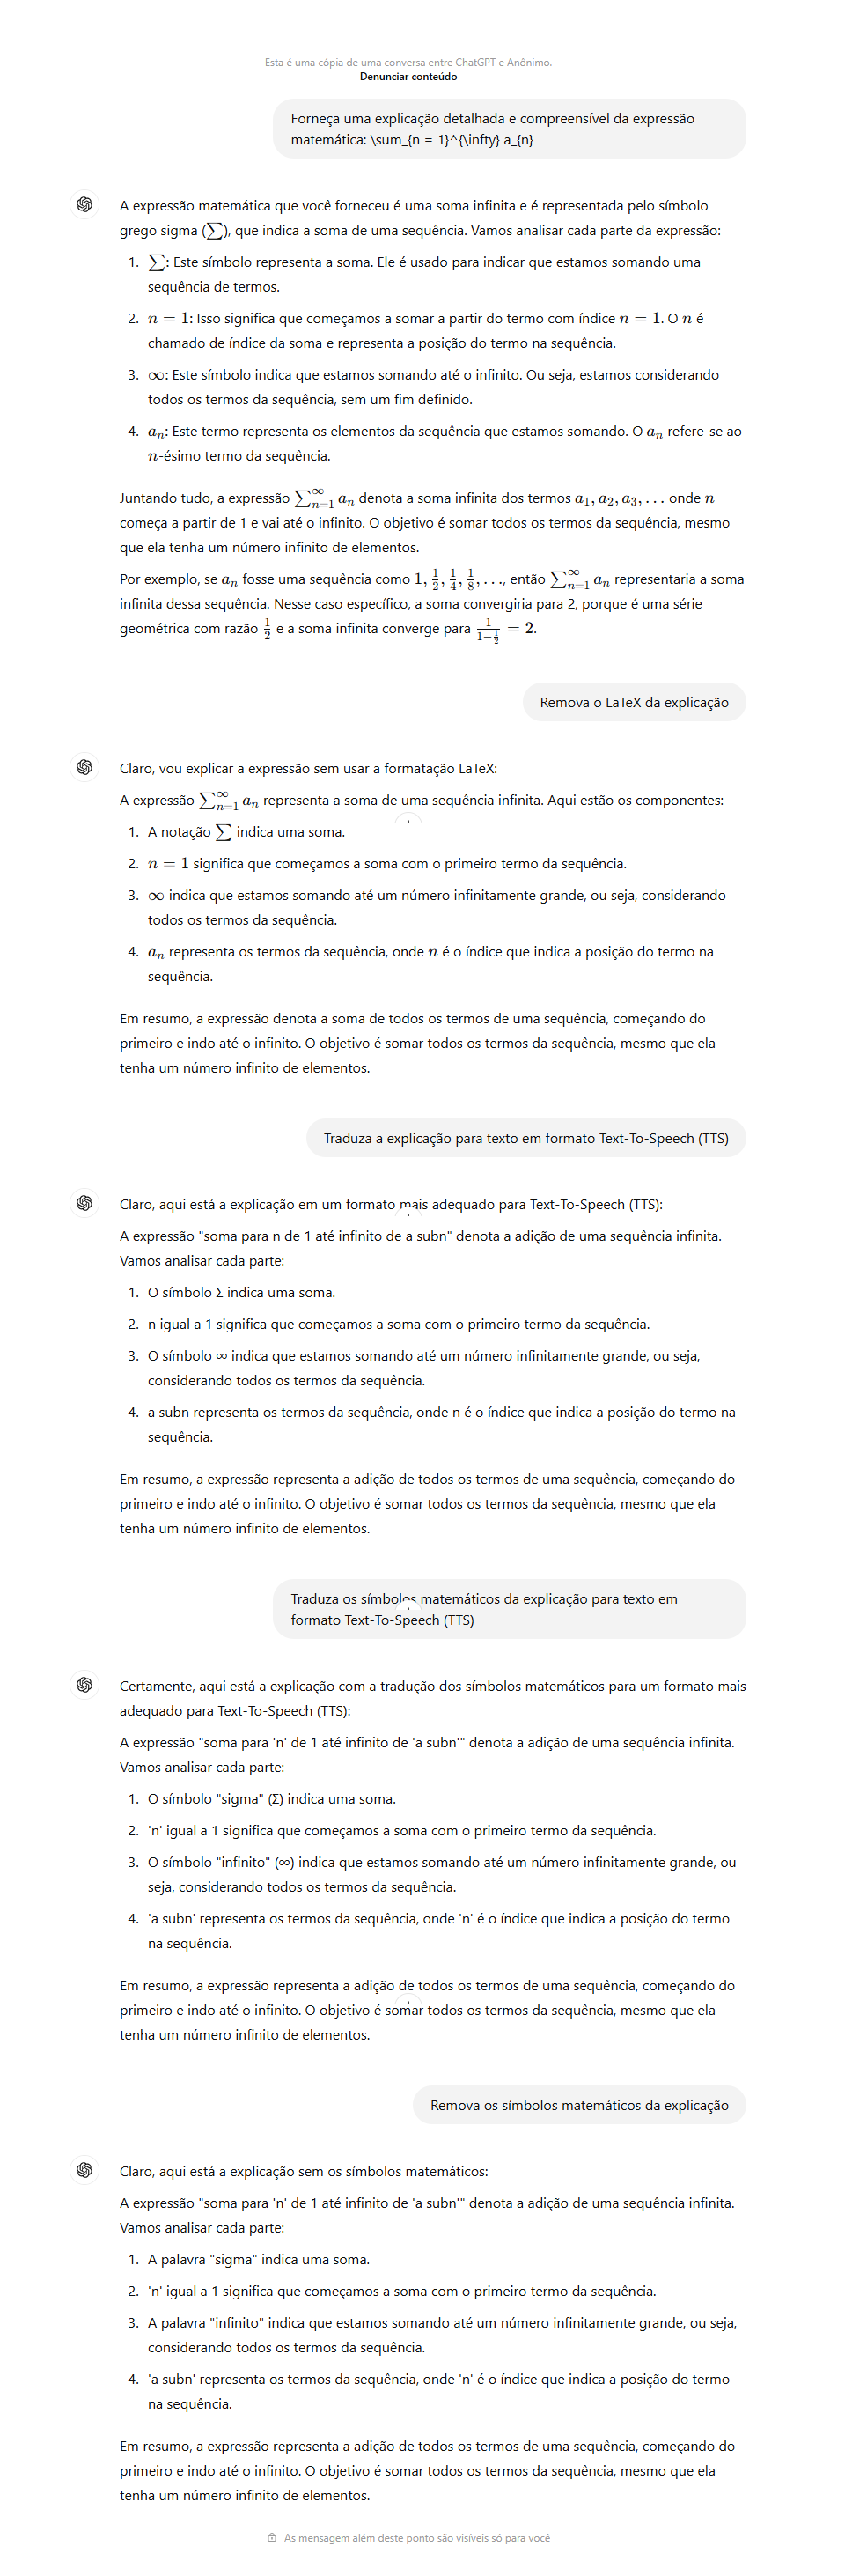 Esta é uma cópia de uma conversa entre ChatGPT e Anônimo.
Denunciar conteúdo
Forneça uma explicação detalhada e compreensível da expressão
matemática: \sum_{n = 1}^{\infty} a_{n}
A expressão matemática que você forneceu é uma soma infinita e é representada pelo símbolo
grego sigma (∑), que indica a soma de uma sequência. Vamos analisar cada parte da expressão:
1. ∑: Este símbolo representa a soma. Ele é usado para indicar que estamos somando uma
sequência de termos.
2. n = 1: Isso significa que começamos a somar a partir do termo com índice n = 1. O n é
chamado de índice da soma e representa a posição do termo na sequência.
3. ∞: Este símbolo indica que estamos somando até o infinito. Ou seja, estamos considerando
todos os termos da sequência, sem um fim definido.
4. aₙ: Este termo representa os elementos da sequência que estamos somando. O aₙ refere-se ao
n-ésimo termo da sequência.
Juntando tudo, a expressão ∑_{n=1}^{∞} aₙ denota a soma infinita dos termos a₁, a₂, a₃, … onde n
começa a partir de 1 e vai até o infinito. O objetivo é somar todos os termos da sequência, mesmo
que ela tenha um número infinito de elementos.
Por exemplo, se aₙ fosse uma sequência como 1, 1/2, 1/4, 1/8, …, então ∑_{n=1}^{∞} aₙ representaria a soma
infinita dessa sequência. Nesse caso específico, a soma convergiria para 2, porque é uma série
geométrica com razão 1/2 e a soma infinita converge para 1/(1−1/2) = 2.
Remova o LaTeX da explicação
Claro, vou explicar a expressão sem usar a formatação LaTeX:
A expressão ∑_{n=1}^{∞} aₙ representa a soma de uma sequência infinita. Aqui estão os componentes:
1. A notação ∑ indica uma soma.
2. n = 1 significa que começamos a soma com o primeiro termo da sequência.
3. ∞ indica que estamos somando até um número infinitamente grande, ou seja, considerando
todos os termos da sequência.
4. aₙ representa os termos da sequência, onde n é o índice que indica a posição do termo na
sequência.
Em resumo, a expressão denota a soma de todos os termos de uma sequência, começando do
primeiro e indo até o infinito. O objetivo é somar todos os termos da sequência, mesmo que ela
tenha um número infinito de elementos.
Traduza a explicação para texto em formato Text-To-Speech (TTS)
Claro, aqui está a explicação em um formato mais adequado para Text-To-Speech (TTS):
A expressão "soma para n de 1 até infinito de a subn" denota a adição de uma sequência infinita.
Vamos analisar cada parte:
1. O símbolo Σ indica uma soma.
2. n igual a 1 significa que começamos a soma com o primeiro termo da sequência.
3. O símbolo ∞ indica que estamos somando até um número infinitamente grande, ou seja,
considerando todos os termos da sequência.
4. a subn representa os termos da sequência, onde n é o índice que indica a posição do termo na
sequência.
Em resumo, a expressão representa a adição de todos os termos de uma sequência, começando do
primeiro e indo até o infinito. O objetivo é somar todos os termos da sequência, mesmo que ela
tenha um número infinito de elementos.
Traduza os símbolos matemáticos da explicação para texto em
formato Text-To-Speech (TTS)
Certamente, aqui está a explicação com a tradução dos símbolos matemáticos para um formato mais
adequado para Text-To-Speech (TTS):
A expressão "soma para 'n' de 1 até infinito de 'a subn'" denota a adição de uma sequência infinita.
Vamos analisar cada parte:
1. O símbolo "sigma" (Σ) indica uma soma.
2. 'n' igual a 1 significa que começamos a soma com o primeiro termo da sequência.
3. O símbolo "infinito" (∞) indica que estamos somando até um número infinitamente grande, ou
seja, considerando todos os termos da sequência.
4. 'a subn' representa os termos da sequência, onde 'n' é o índice que indica a posição do termo
na sequência.
Em resumo, a expressão representa a adição de todos os termos de uma sequência, começando do
primeiro e indo até o infinito. O objetivo é somar todos os termos da sequência, mesmo que ela
tenha um número infinito de elementos.
Remova os símbolos matemáticos da explicação
Claro, aqui está a explicação sem os símbolos matemáticos:
A expressão "soma para 'n' de 1 até infinito de 'a subn'" denota a adição de uma sequência infinita.
Vamos analisar cada parte:
1. A palavra "sigma" indica uma soma.
2. 'n' igual a 1 significa que começamos a soma com o primeiro termo da sequência.
3. A palavra "infinito" indica que estamos somando até um número infinitamente grande, ou seja,
considerando todos os termos da sequência.
4. 'a subn' representa os termos da sequência, onde 'n' é o índice que indica a posição do termo
na sequência.
Em resumo, a expressão representa a adição de todos os termos de uma sequência, começando do
primeiro e indo até o infinito. O objetivo é somar todos os termos da sequência, mesmo que ela
tenha um número infinito de elementos.
As mensagem além deste ponto são visíveis só para você